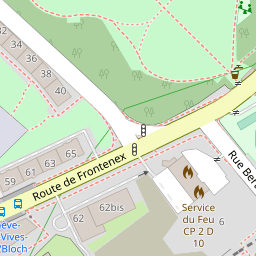 32
34
36
38
40
65
63
61
59
Route de Frontenex
62bis
62
Service
du Feu
CP 2 D
10
6
Rue Ber
ève-
Vives-
Bloch